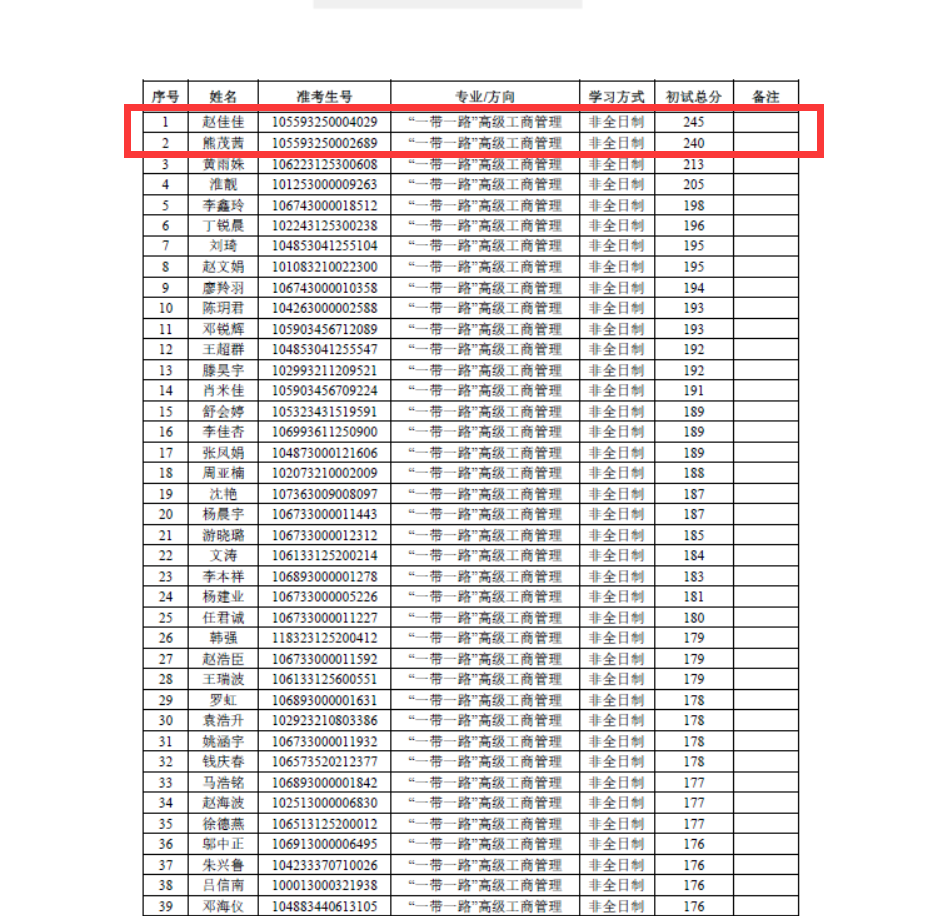 序号 姓名 准考生号 专业/方向 学习方式 初试总分 备注
1 赵佳佳 105593250004029 “一带一路”高级工商管理 非全日制 245
2 熊茂茜 105593250002689 “一带一路”高级工商管理 非全日制 240
3 黄雨姝 106223125300608 “一带一路”高级工商管理 非全日制 213
4 淮靓 101253000009263 “一带一路”高级工商管理 非全日制 205
5 李鑫玲 106743000018512 “一带一路”高级工商管理 非全日制 198
6 丁锐晨 102243125300238 “一带一路”高级工商管理 非全日制 196
7 刘琦 104853041255104 “一带一路”高级工商管理 非全日制 195
8 赵文娟 101083210022300 “一带一路”高级工商管理 非全日制 195
9 廖羚羽 106743000010358 “一带一路”高级工商管理 非全日制 194
10 陈玥君 104263000002588 “一带一路”高级工商管理 非全日制 193
11 邓锐辉 105903456712089 “一带一路”高级工商管理 非全日制 193
12 王超群 104853041255547 “一带一路”高级工商管理 非全日制 192
13 滕昊宇 102993211209521 “一带一路”高级工商管理 非全日制 192
14 肖米佳 105903456709224 “一带一路”高级工商管理 非全日制 191
15 舒会婷 105323431519591 “一带一路”高级工商管理 非全日制 189
16 李佳杏 106993611250900 “一带一路”高级工商管理 非全日制 189
17 张凤娟 104873000121606 “一带一路”高级工商管理 非全日制 189
18 周亚楠 102073210002009 “一带一路”高级工商管理 非全日制 188
19 沈艳 107363009008097 “一带一路”高级工商管理 非全日制 187
20 杨晨宇 106733000011443 “一带一路”高级工商管理 非全日制 187
21 游晓璐 106733000012312 “一带一路”高级工商管理 非全日制 185
22 文涛 106133125200214 “一带一路”高级工商管理 非全日制 184
23 李本祥 106893000001278 “一带一路”高级工商管理 非全日制 183
24 杨建业 106733000005226 “一带一路”高级工商管理 非全日制 181
25 任君诚 106733000011227 “一带一路”高级工商管理 非全日制 180
26 韩强 118323125200412 “一带一路”高级工商管理 非全日制 179
27 赵浩臣 106733000011592 “一带一路”高级工商管理 非全日制 179
28 王瑞波 106133125600551 “一带一路”高级工商管理 非全日制 179
29 罗虹 106893000001631 “一带一路”高级工商管理 非全日制 178
30 袁浩升 102923210803386 “一带一路”高级工商管理 非全日制 178
31 姚涵宇 106733000011932 “一带一路”高级工商管理 非全日制 178
32 钱庆春 106573520212377 “一带一路”高级工商管理 非全日制 178
33 马浩铭 106893000001842 “一带一路”高级工商管理 非全日制 177
34 赵海波 102513000006830 “一带一路”高级工商管理 非全日制 177
35 徐德燕 106513125200012 “一带一路”高级工商管理 非全日制 177
36 邬中正 106913000006495 “一带一路”高级工商管理 非全日制 176
37 朱兴鲁 104233370710026 “一带一路”高级工商管理 非全日制 176
38 吕信南 100013000321938 “一带一路”高级工商管理 非全日制 176
39 邓海仪 104883440613105 “一带一路”高级工商管理 非全日制 176